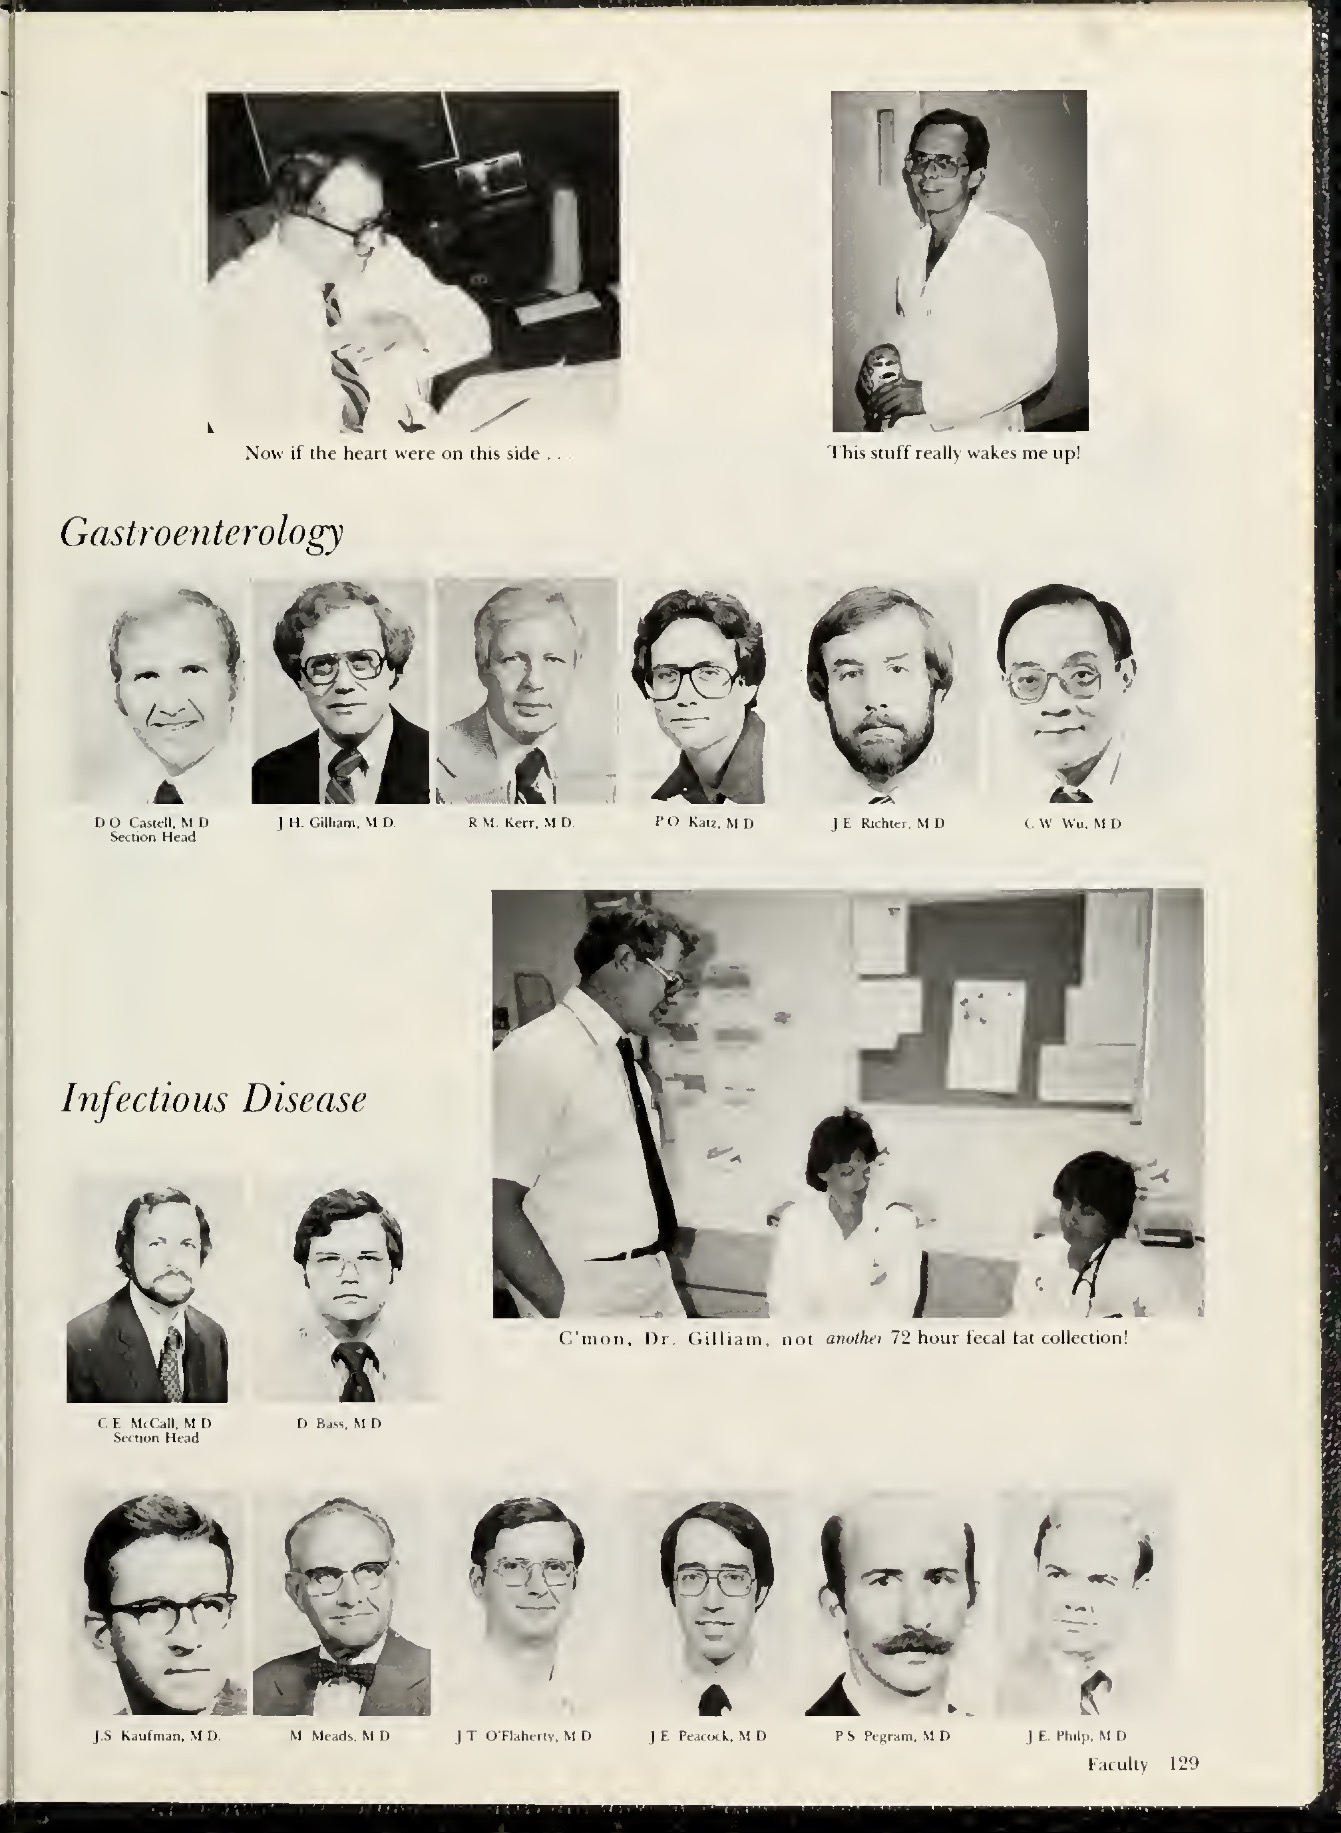 Now if the heart were on this side . .
This stuff really wakes me up!
Gastroenterology
D O Castell, M D
Section Head
J H. Gilliam, M D.
R M. Kerr, M D.
P O Katz, M D
J E Richter, M D
C W Wu, M D
Infectious Disease
C'mon, Dr. Gilliam, not another 72 hour fecal fat collection!
C E McCall, M D
Section Head
D Bass, M D
J.S Kaufman, M D.
M Meads, M D
J T O'Flaherty, M D
J E Peacock, M D
P S Pegram, M D
J E. Philp, M D
Faculty 129